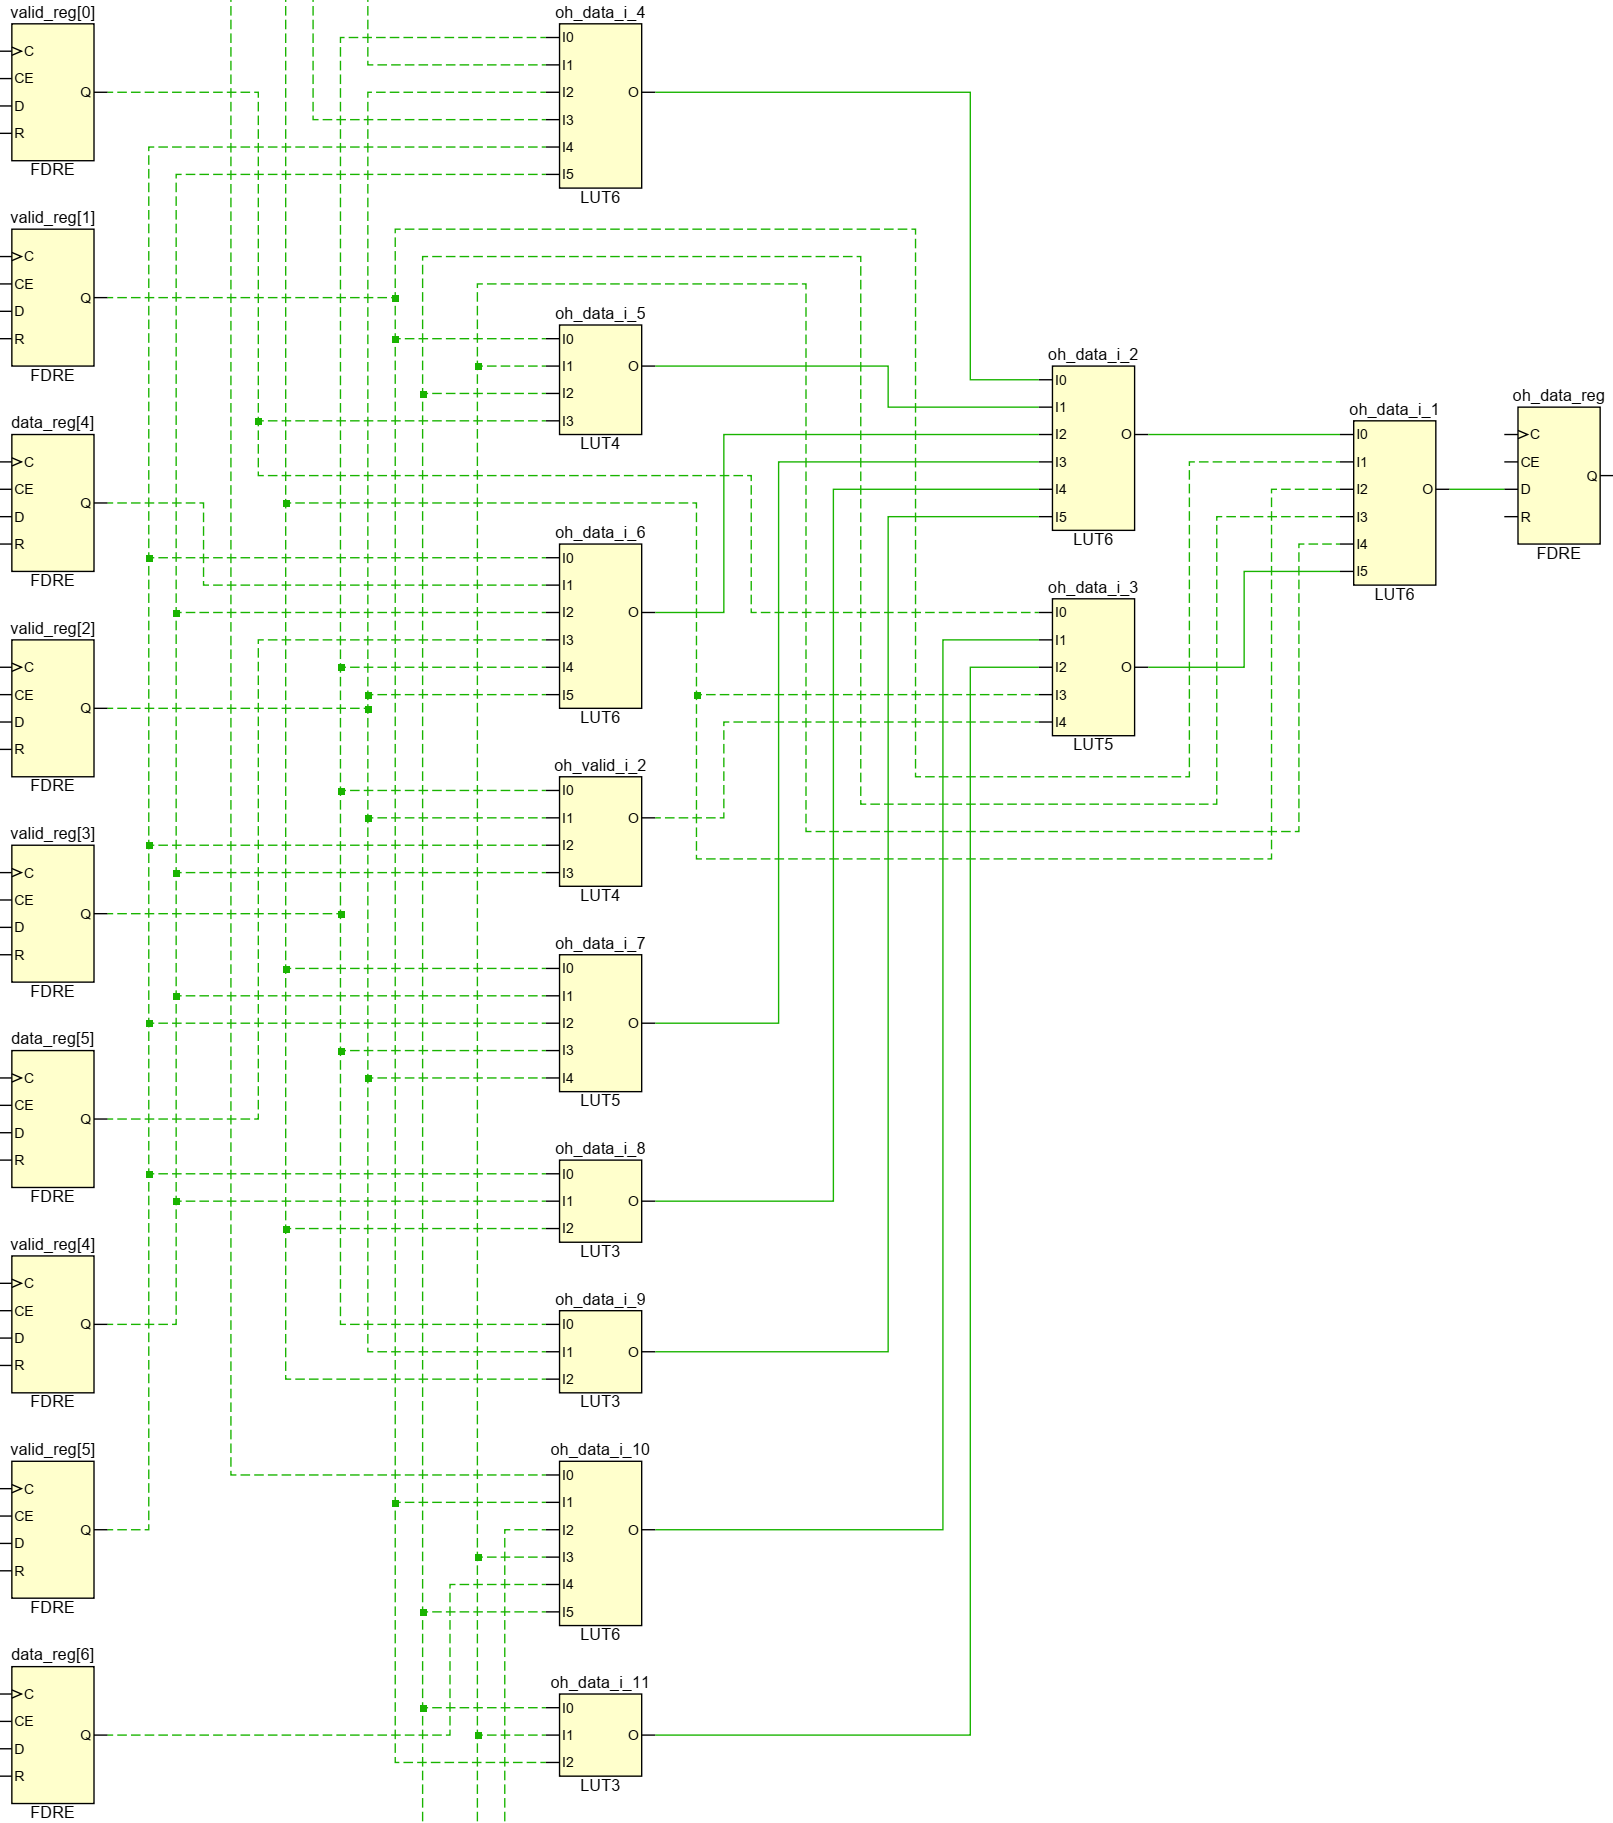 valid_reg[0]
C
CE
D
R
Q
FDRE
valid_reg[1]
C
CE
D
R
Q
FDRE
data_reg[4]
C
CE
D
R
Q
FDRE
valid_reg[2]
C
CE
D
R
Q
FDRE
valid_reg[3]
C
CE
D
R
Q
FDRE
data_reg[5]
C
CE
D
R
Q
FDRE
valid_reg[4]
C
CE
D
R
Q
FDRE
valid_reg[5]
C
CE
D
R
Q
FDRE
data_reg[6]
C
CE
D
R
Q
FDRE
oh_data_i_4
I0
I1
I2
I3
I4
I5
O
LUT6
oh_data_i_5
I0
I1
I2
I3
O
LUT4
oh_data_i_6
I0
I1
I2
I3
I4
I5
O
LUT6
oh_valid_i_2
I0
I1
I2
I3
O
LUT4
oh_data_i_7
I0
I1
I2
I3
I4
O
LUT5
oh_data_i_8
I0
I1
I2
O
LUT3
oh_data_i_9
I0
I1
I2
O
LUT3
oh_data_i_10
I0
I1
I2
I3
I4
I5
O
LUT6
oh_data_i_11
I0
I1
I2
O
LUT3
oh_data_i_2
I0
I1
I2
I3
I4
I5
O
LUT6
oh_data_i_3
I0
I1
I2
I3
I4
O
LUT5
oh_data_i_1
I0
I1
I2
I3
I4
I5
O
LUT6
oh_data_reg
C
CE
D
R
Q
FDRE